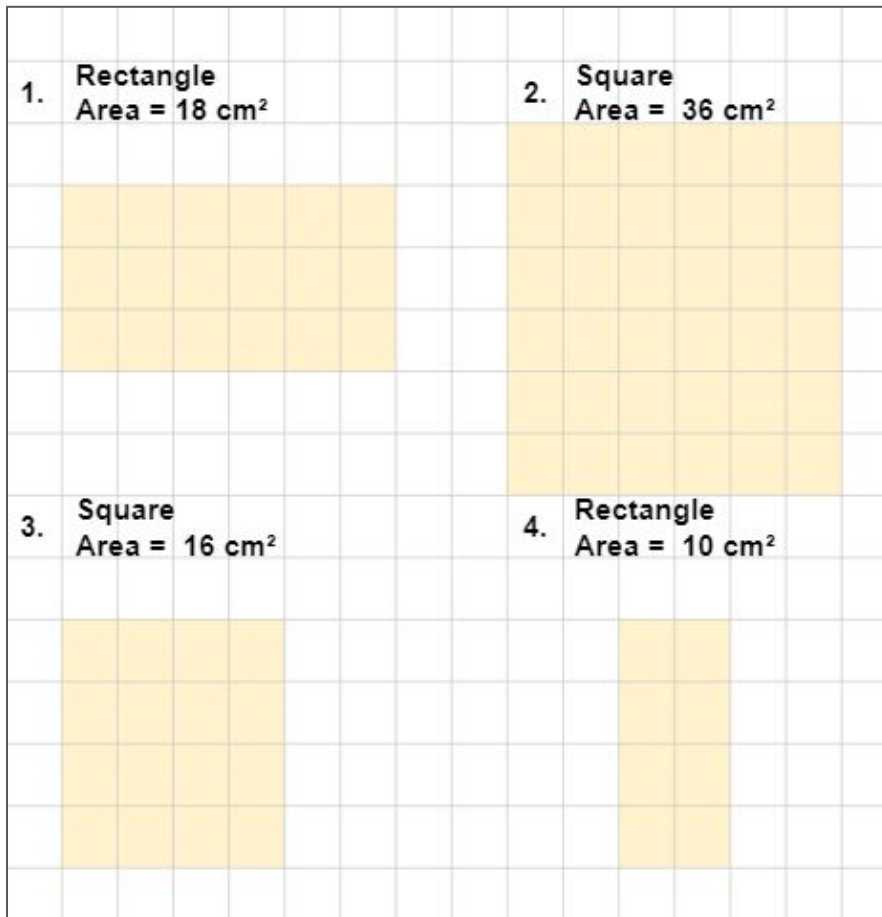 1. Rectangle
Area = 18 cm²
2. Square
Area = 36 cm²
3. Square
Area = 16 cm²
4. Rectangle
Area = 10 cm²